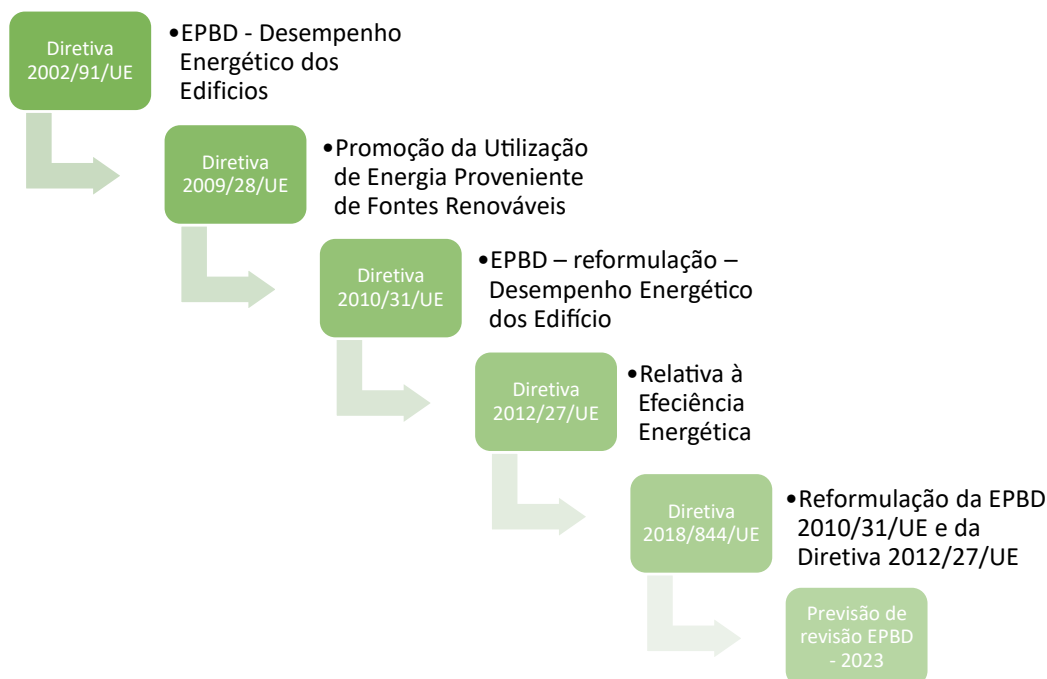 Diretiva
2002/91/UE
•EPBD - Desempenho
Energético dos
Edificios
Diretiva
2009/28/UE
•Promoção da Utilização
de Energia Proveniente
de Fontes Renováveis
Diretiva
2010/31/UE
•EPBD – reformulação –
Desempenho Energético
dos Edifício
Diretiva
2012/27/UE
•Relativa à
Efeciência
Energética
Diretiva
2018/844/UE
•Reformulação da EPBD
2010/31/UE e da
Diretiva 2012/27/UE
Previsão de
revisão EPBD
- 2023